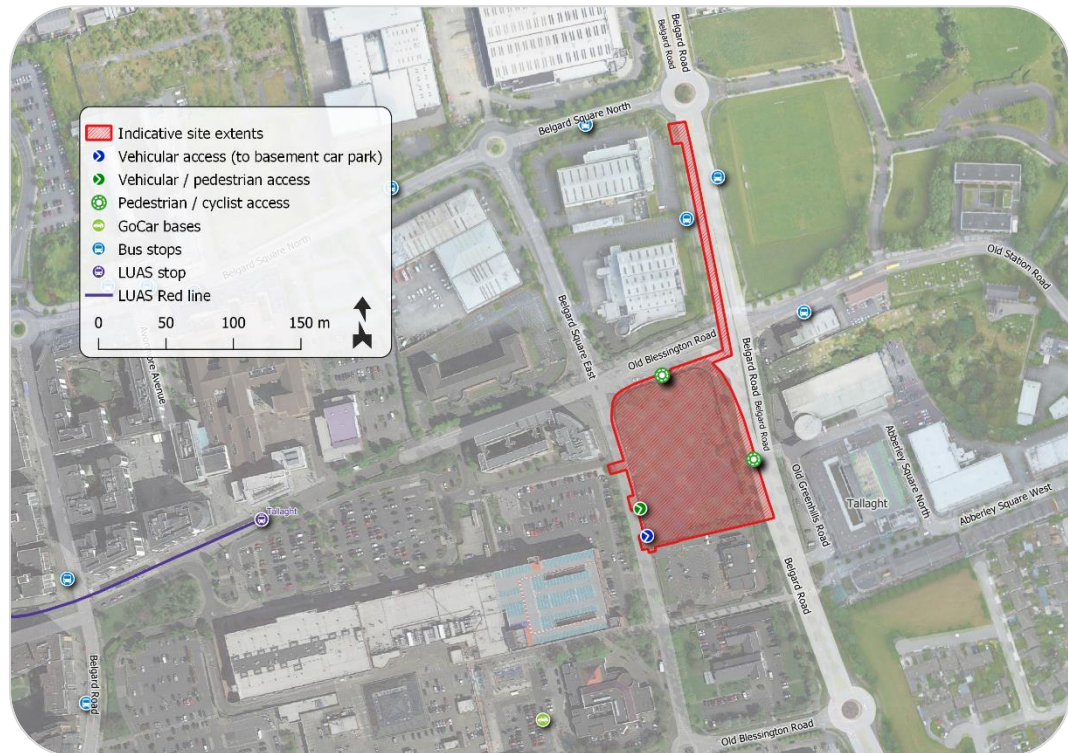 Belgard Road
Belgard Road
Belgard Square North
Indicative site extents
Vehicular access (to basement car park)
Vehicular / pedestrian access
Pedestrian / cyclist access
GoCar bases
Bus stops
LUAS stop
LUAS Red line
0 50 100 150 m
Belgard Square North
Old Station Road
Belgard Square East
Old Blessington Road
Belgard Road
Belgard Road
Old Greenhills Road
Abberley Square North
Tallaght
Abberley Square West
Tallaght
Belgard Road
Belgard Road
Old Blessington Road